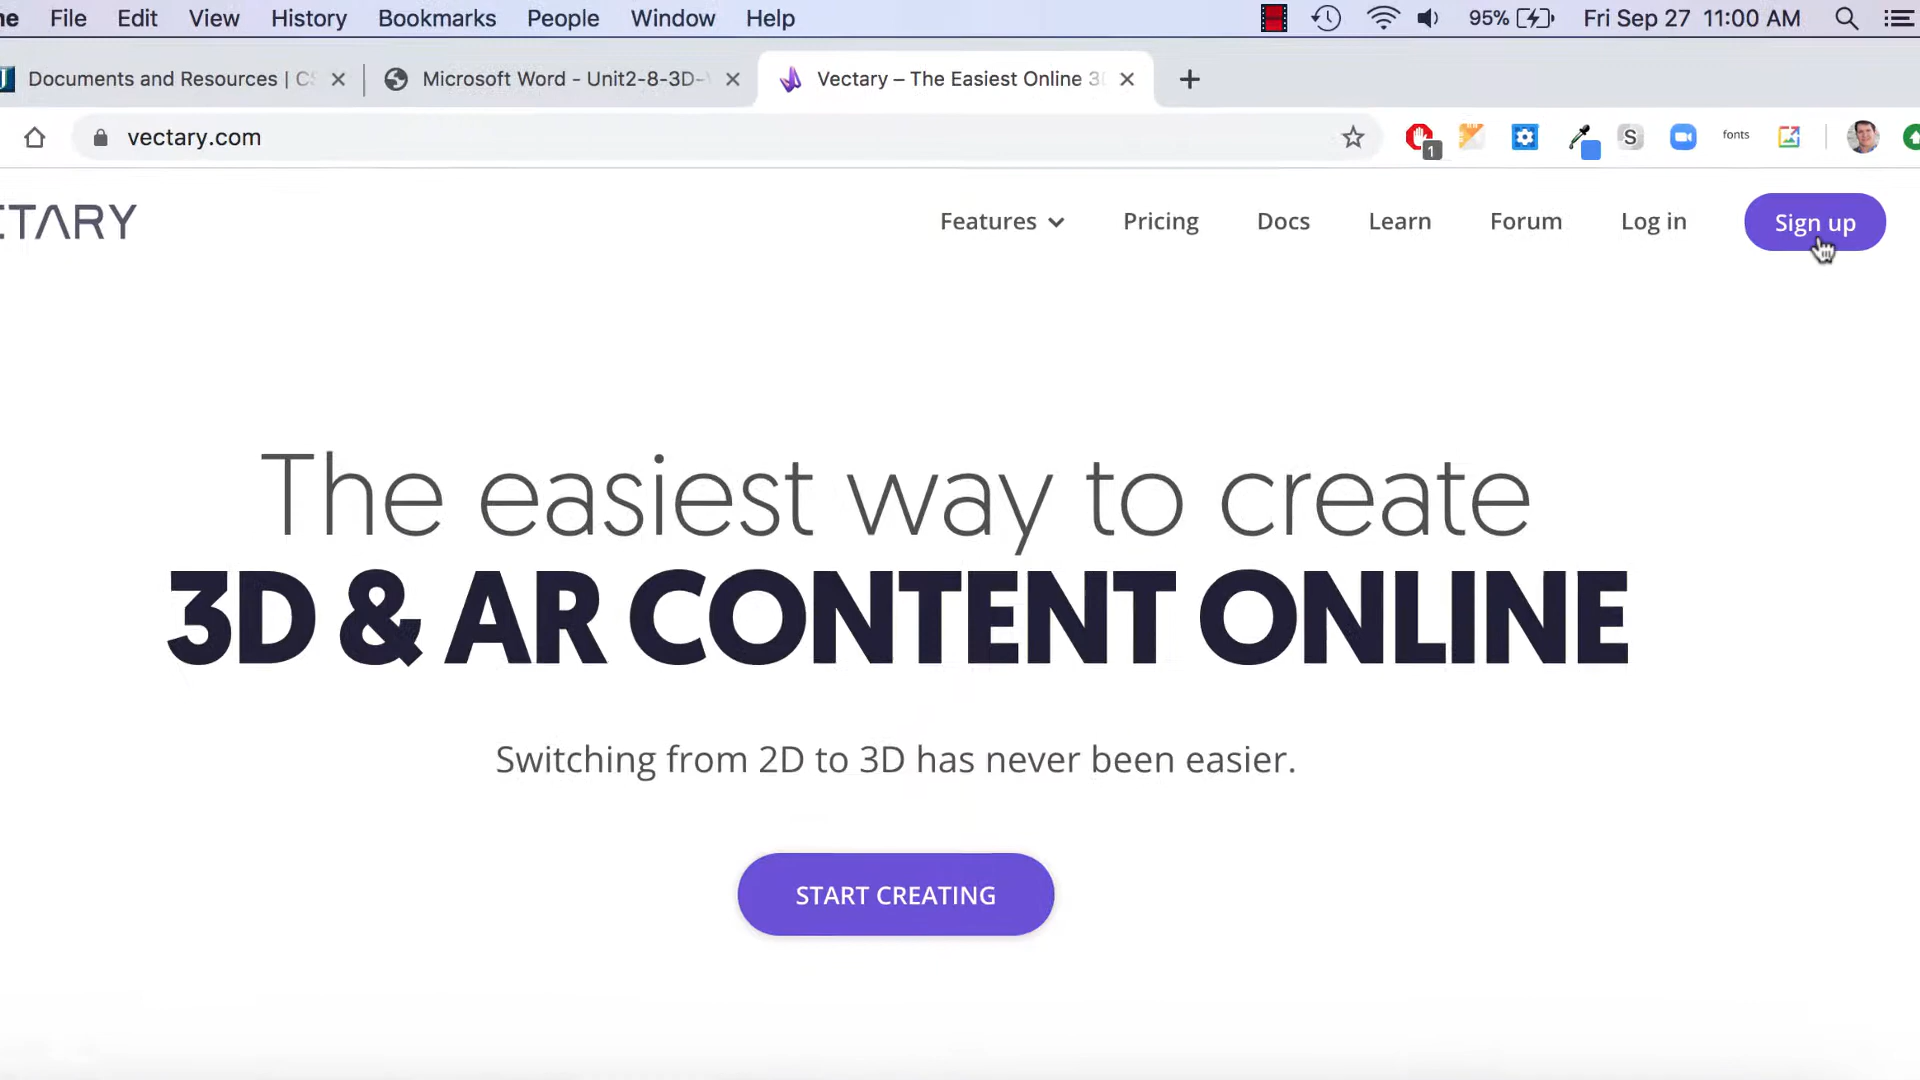 File Edit View History Bookmarks People Window Help 95% Fri Sep 27 11:00 AM
Documents and Resources | Microsoft Word - Unit2-8-3D- Vectary – The Easiest Online
vectary.com 1 S fonts
CTARY Features Pricing Docs Learn Forum Log in Sign up
The easiest way to create
3D & AR CONTENT ONLINE
Switching from 2D to 3D has never been easier.
START CREATING